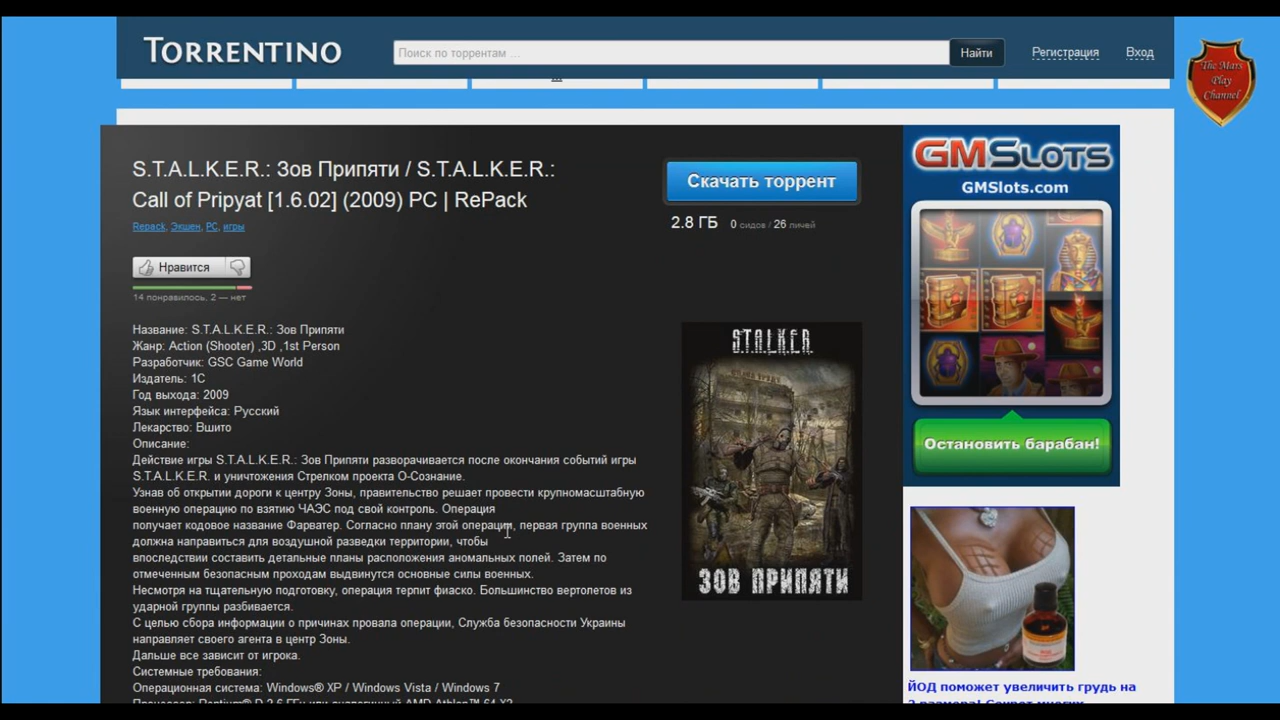 TORRENTINO
Поиск по торрентам ...
Найти
Регистрация
Вход
The Mars
Play
Channel
S.T.A.L.K.E.R.: Зов Припяти / S.T.A.L.K.E.R.:
Call of Pripyat [1.6.02] (2009) PC | RePack
Repack, Экшен, PC, игры
Скачать торрент
2.8 ГБ 0 сидов / 26 личей
Нравится
14 понравилось, 2 — нет
Название: S.T.A.L.K.E.R.: Зов Припяти
Жанр: Action (Shooter) ,3D ,1st Person
Разработчик: GSC Game World
Издатель: 1C
Год выхода: 2009
Язык интерфейса: Русский
Лекарство: Вшито
Описание:
Действие игры S.T.A.L.K.E.R.: Зов Припяти разворачивается после окончания событий игры
S.T.A.L.K.E.R. и уничтожения Стрелком проекта О-Сознание.
Узнав об открытии дороги к центру Зоны, правительство решает провести крупномасштабную
военную операцию по взятию ЧАЭС под свой контроль. Операция
получает кодовое название Фарватер. Согласно плану этой операции, первая группа военных
должна направиться для воздушной разведки территории, чтобы
впоследствии составить детальные планы расположения аномальных полей. Затем по
отмеченным безопасным проходам выдвинутся основные силы военных.
Несмотря на тщательную подготовку, операция терпит фиаско. Большинство вертолетов из
ударной группы разбивается.
С целью сбора информации о причинах провала операции, Служба безопасности Украины
направляет своего агента в центр Зоны.
Дальше все зависит от игрока.
Системные требования:
Операционная система: Windows® XP / Windows Vista / Windows 7
S.T.A.L.K.E.R.
ЗОВ ПРИПЯТИ
GMSLOTS
GMSlots.com
Остановить барабан!
ЙОД поможет увеличить грудь на